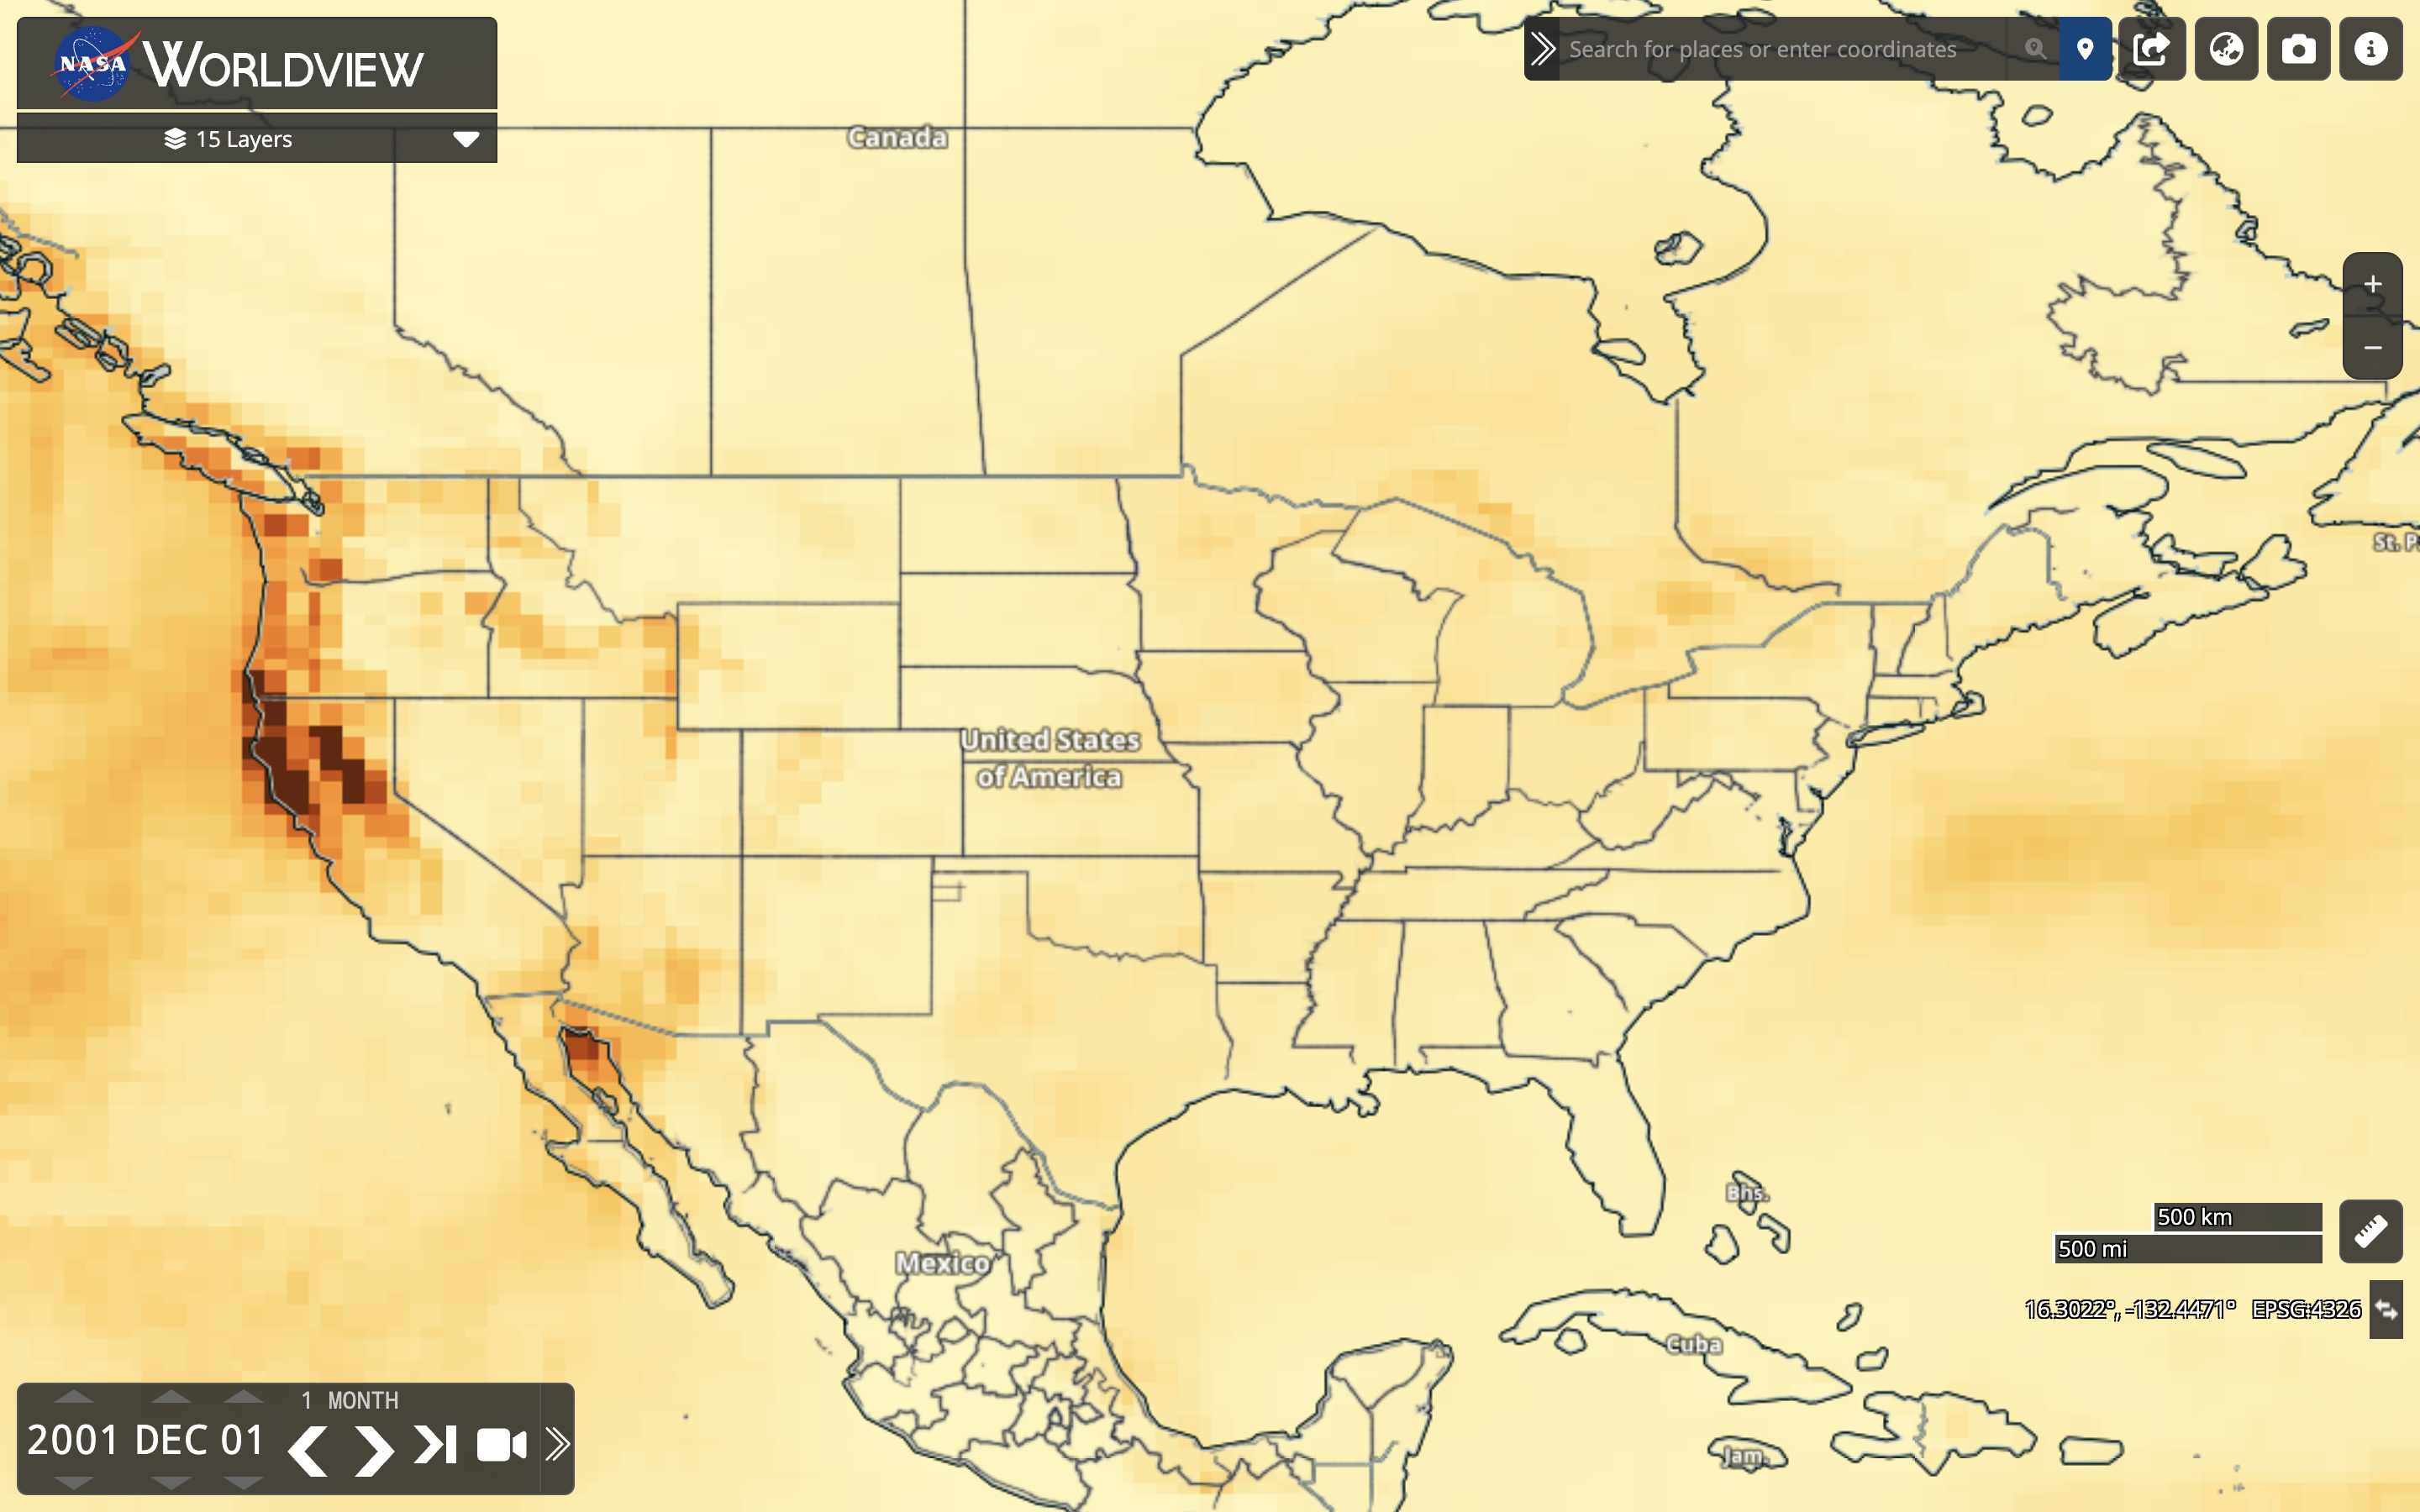 NASA WORLDVIEW
15 Layers
Search for places or enter coordinates
Canada
+
−
St. P
United States
of America
Bhs.
500 km
500 mi
Mexico
16.3022°, -132.4471° EPSG:4326
Cuba
Jam.
1 MONTH
2001 DEC 01